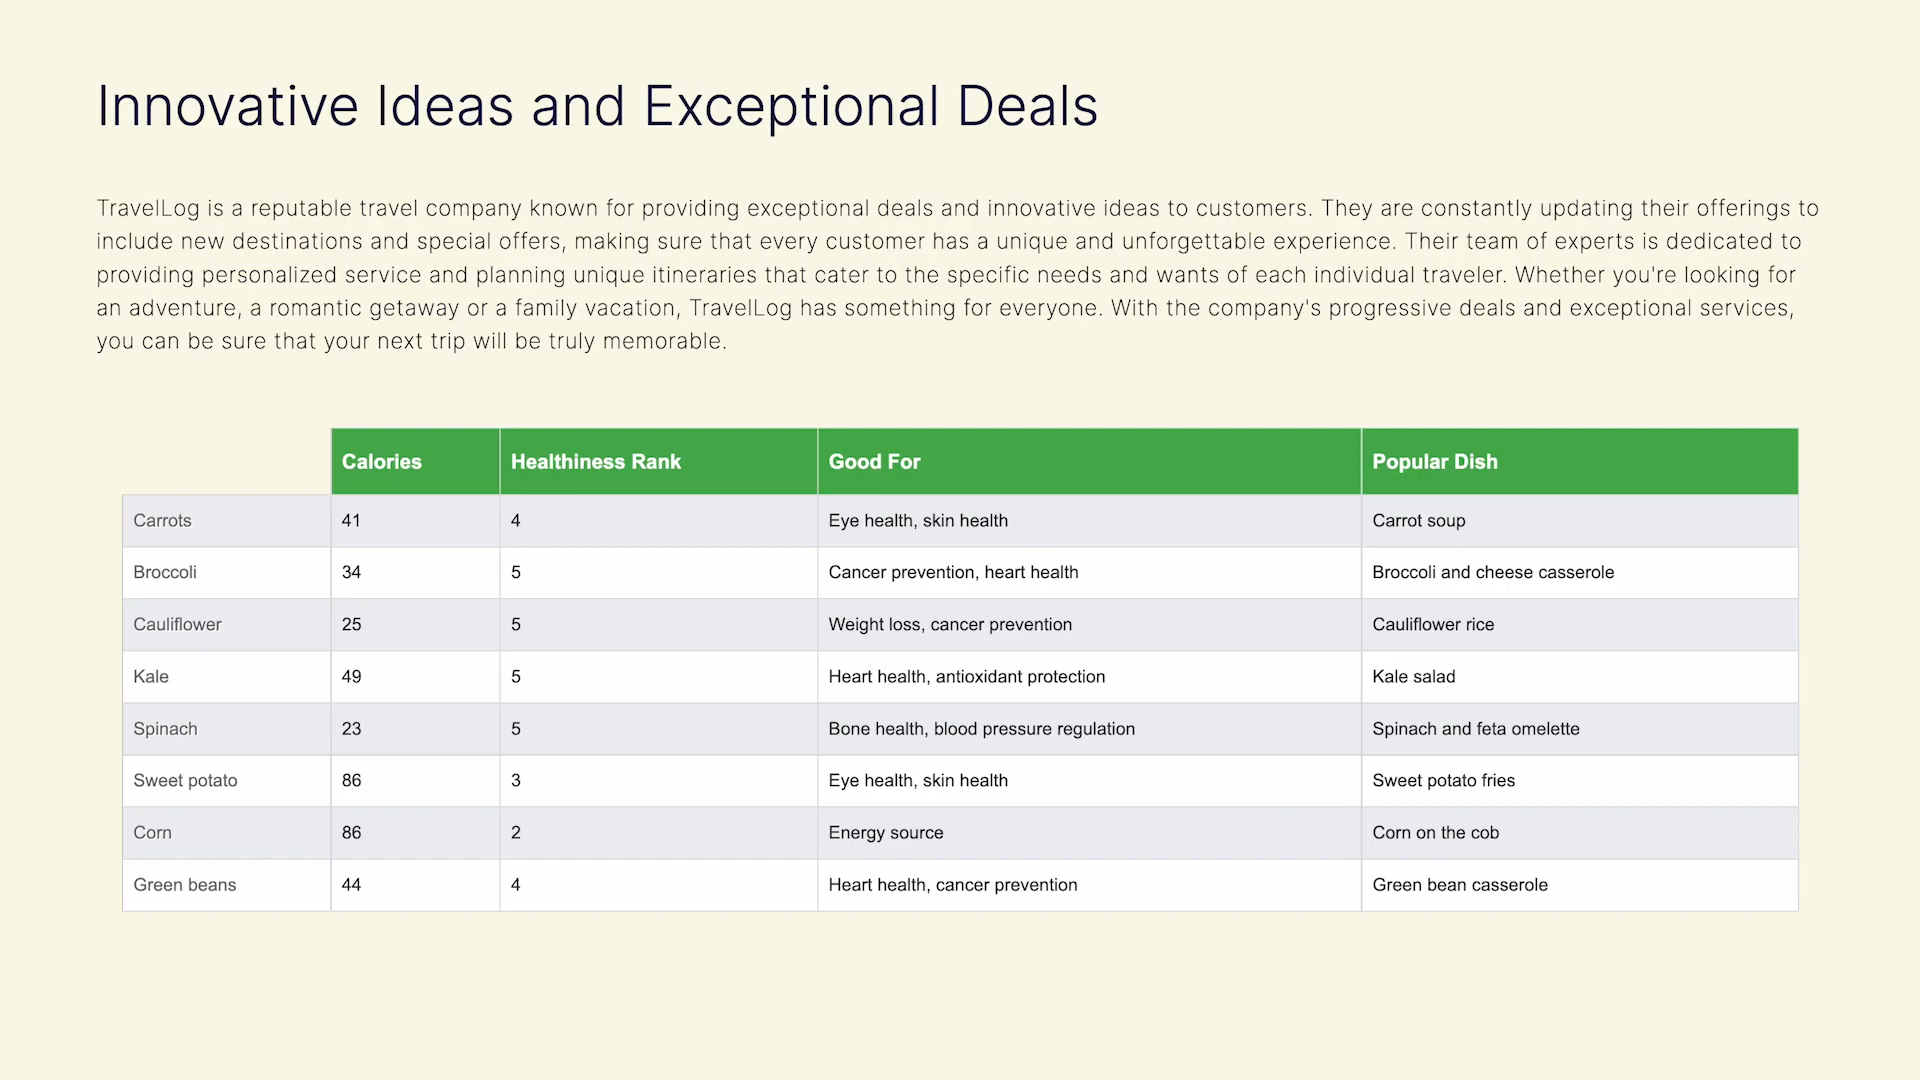 Innovative Ideas and Exceptional Deals
TravelLog is a reputable travel company known for providing exceptional deals and innovative ideas to customers. They are constantly updating their offerings to
include new destinations and special offers, making sure that every customer has a unique and unforgettable experience. Their team of experts is dedicated to
providing personalized service and planning unique itineraries that cater to the specific needs and wants of each individual traveler. Whether you're looking for
an adventure, a romantic getaway or a family vacation, TravelLog has something for everyone. With the company's progressive deals and exceptional services,
you can be sure that your next trip will be truly memorable.
Calories Healthiness Rank Good For Popular Dish
Carrots 41 4 Eye health, skin health Carrot soup
Broccoli 34 5 Cancer prevention, heart health Broccoli and cheese casserole
Cauliflower 25 5 Weight loss, cancer prevention Cauliflower rice
Kale 49 5 Heart health, antioxidant protection Kale salad
Spinach 23 5 Bone health, blood pressure regulation Spinach and feta omelette
Sweet potato 86 3 Eye health, skin health Sweet potato fries
Corn 86 2 Energy source Corn on the cob
Green beans 44 4 Heart health, cancer prevention Green bean casserole